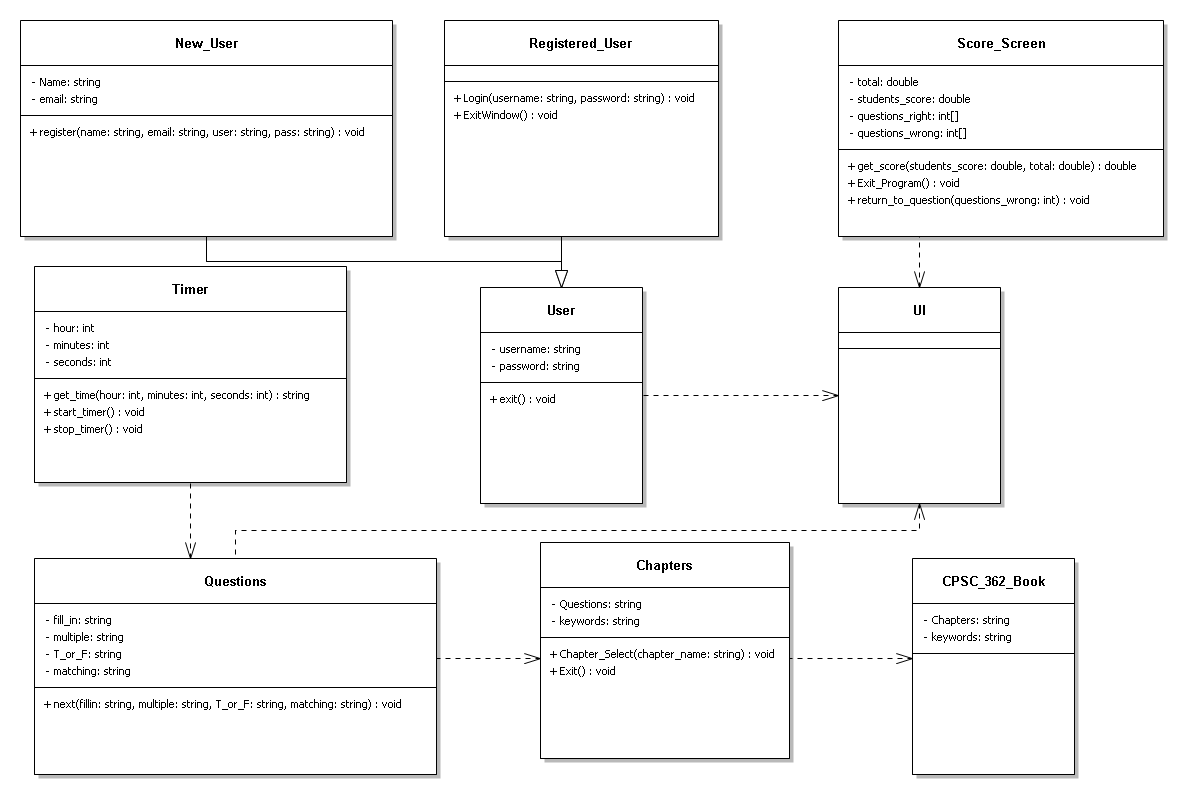 New_User
- Name: string
- email: string
+ register(name: string, email: string, user: string, pass: string) : void
Registered_User
+ Login(username: string, password: string) : void
+ ExitWindow() : void
Score_Screen
- total: double
- students_score: double
- questions_right: int[]
- questions_wrong: int[]
+ get_score(students_score: double, total: double) : double
+ Exit_Program() : void
+ return_to_question(questions_wrong: int) : void
Timer
- hour: int
- minutes: int
- seconds: int
+ get_time(hour: int, minutes: int, seconds: int) : string
+ start_timer() : void
+ stop_timer() : void
User
- username: string
- password: string
+ exit() : void
UI
Questions
- fill_in: string
- multiple: string
- T_or_F: string
- matching: string
+ next(fillin: string, multiple: string, T_or_F: string, matching: string) : void
Chapters
- Questions: string
- keywords: string
+ Chapter_Select(chapter_name: string) : void
+ Exit() : void
CPSC_362_Book
- Chapters: string
- keywords: string